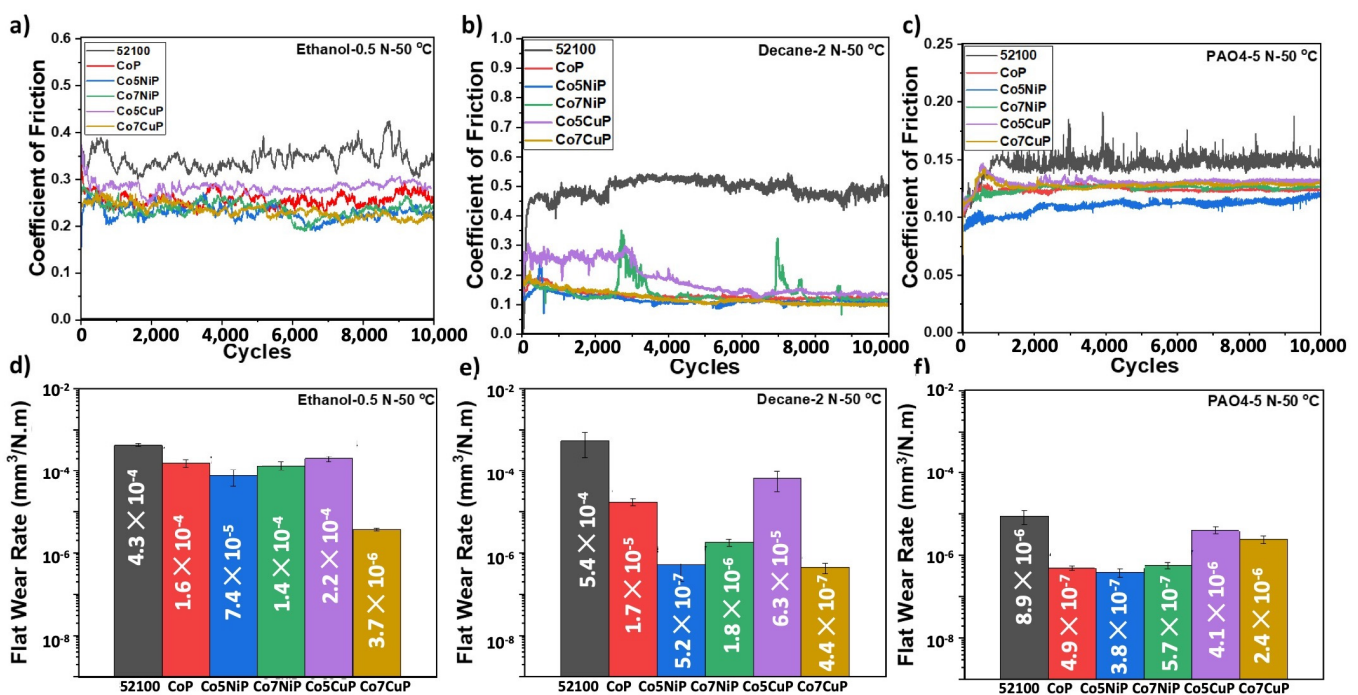 a)
Ethanol-0.5 N-50 °C
52100
CoP
Co5NiP
Co7NiP
Co5CuP
Co7CuP
Coefficient of Friction
0.6
0.5
0.4
0.3
0.2
0.1
0.0
0
2,000
4,000
6,000
8,000
10,000
Cycles
b)
Decane-2 N-50 °C
52100
CoP
Co5NiP
Co7NiP
Co5CuP
Co7CuP
Coefficient of Friction
1.0
0.9
0.8
0.7
0.6
0.5
0.4
0.3
0.2
0.1
0.0
0
2,000
4,000
6,000
8,000
10,000
Cycles
c)
PAO4-5 N-50 °C
52100
CoP
Co5NiP
Co7NiP
Co5CuP
Co7CuP
Coefficient of Friction
0.25
0.20
0.15
0.10
0.05
0.00
0
2,000
4,000
6,000
8,000
10,000
Cycles
d)
Ethanol-0.5 N-50 °C
Flat Wear Rate (mm³/N.m)
10⁻²
10⁻⁴
10⁻⁶
10⁻⁸
4.3 × 10⁻⁴
1.6 × 10⁻⁴
7.4 × 10⁻⁵
1.4 × 10⁻⁴
2.2 × 10⁻⁴
3.7 × 10⁻⁶
52100 CoP Co5NiP Co7NiP Co5CuP Co7CuP
e)
Decane-2 N-50 °C
Flat Wear Rate (mm³/N.m)
10⁻²
10⁻⁴
10⁻⁶
10⁻⁸
5.4 × 10⁻⁴
1.7 × 10⁻⁵
5.2 × 10⁻⁷
1.8 × 10⁻⁶
6.3 × 10⁻⁵
4.4 × 10⁻⁷
52100 CoP Co5NiP Co7NiP Co5CuP Co7CuP
f)
PAO4-5 N-50 °C
Flat Wear Rate (mm³/N.m)
10⁻²
10⁻⁴
10⁻⁶
10⁻⁸
8.9 × 10⁻⁶
4.9 × 10⁻⁷
3.8 × 10⁻⁷
5.7 × 10⁻⁷
4.1 × 10⁻⁶
2.4 × 10⁻⁶
52100 CoP Co5NiP Co7NiP Co5CuP Co7CuP